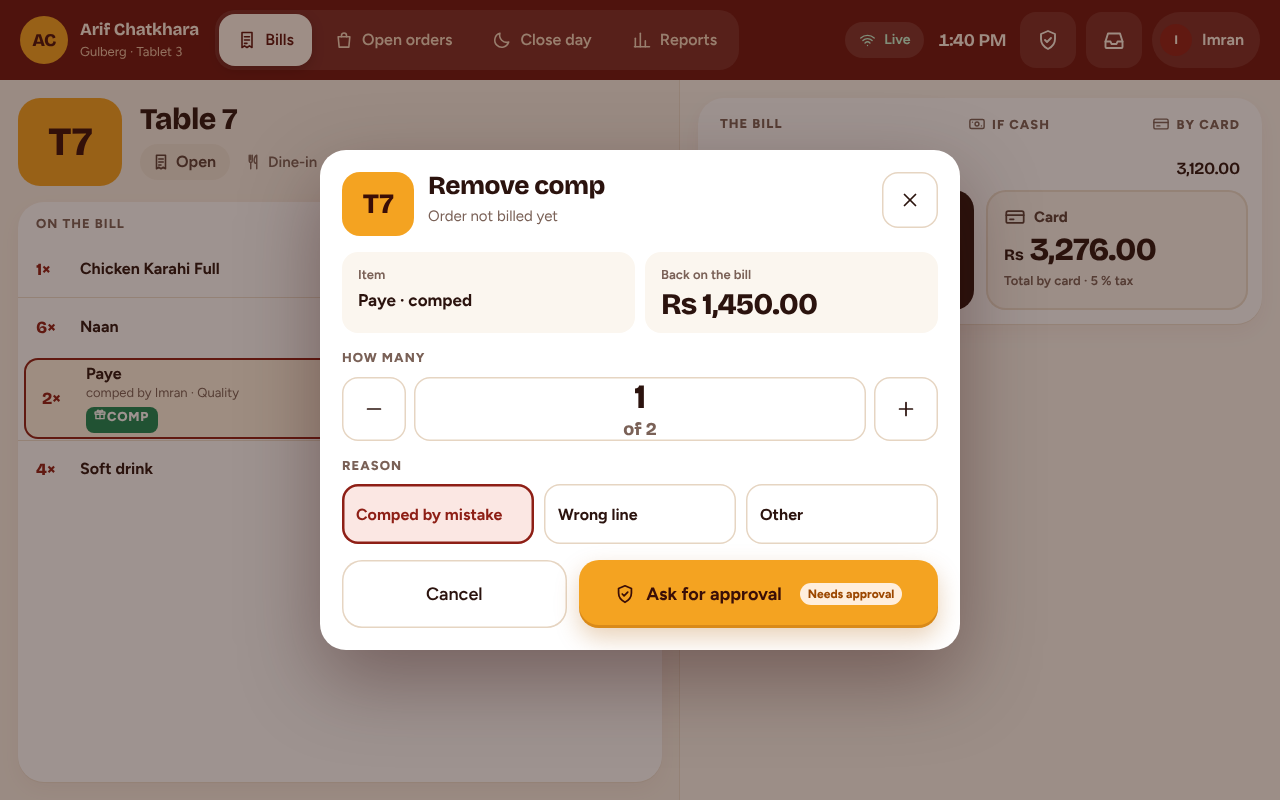 AC
Arif Chatkhara
Gulberg · Tablet 3
Bills
Open orders
Close day
Reports
Live
1:40 PM
I
Imran
T7
Table 7
Open
Dine-in
ON THE BILL
1× Chicken Karahi Full
6× Naan
2× Paye
comped by Imran · Quality
COMP
4× Soft drink
THE BILL
IF CASH
BY CARD
3,120.00
Card
Rs 3,276.00
Total by card · 5 % tax
T7
Remove comp
Order not billed yet
Item
Paye · comped
Back on the bill
Rs 1,450.00
HOW MANY
1
of 2
REASON
Comped by mistake
Wrong line
Other
Cancel
Ask for approval
Needs approval